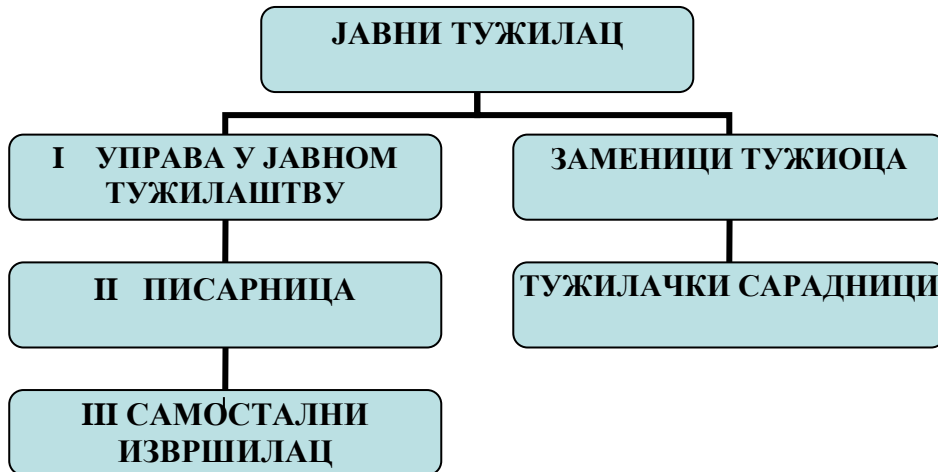 ЈАВНИ ТУЖИЛАЦ
I УПРАВА У ЈАВНОМ
ТУЖИЛАШТВУ
ЗАМЕНИЦИ ТУЖИОЦА
II ПИСАРНИЦА
ТУЖИЛАЧКИ САРАДНИЦИ
III САМОСТАЛНИ
ИЗВРШИЛАЦ